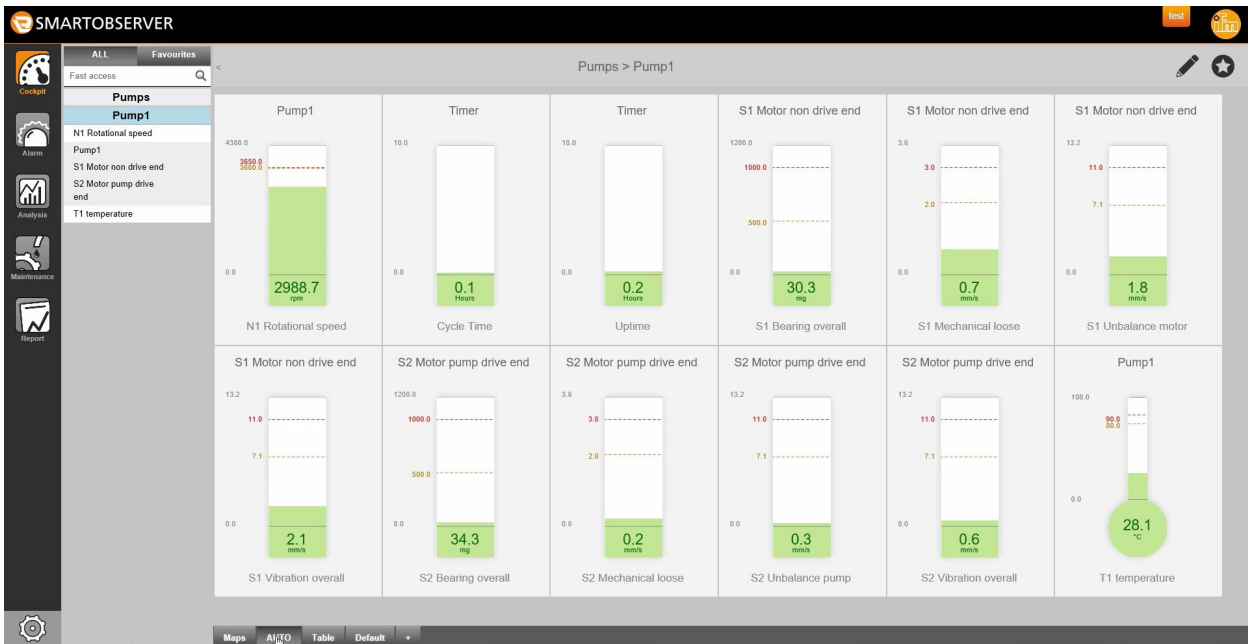 SMARTOBSERVER
test
ifm
Cockpit
Alarm
Analysis
Maintenance
Report
ALL Favourites
Fast access
Pumps
Pump1
N1 Rotational speed
Pump1
S1 Motor non drive end
S2 Motor pump drive
end
T1 temperature
<
Pumps > Pump1
Pump1
4380.0
3650.0
3600.0
0.0
2988.7
rpm
N1 Rotational speed
Timer
10.0
0.0
0.1
Hours
Cycle Time
Timer
10.0
0.0
0.2
Hours
Uptime
S1 Motor non drive end
1200.0
1000.0
500.0
0.0
30.3
mg
S1 Bearing overall
S1 Motor non drive end
3.6
3.0
2.0
0.0
0.7
mm/s
S1 Mechanical loose
S1 Motor non drive end
13.2
11.0
7.1
0.0
1.8
mm/s
S1 Unbalance motor
S1 Motor non drive end
13.2
11.0
7.1
0.0
2.1
mm/s
S1 Vibration overall
S2 Motor pump drive end
1200.0
1000.0
500.0
0.0
34.3
mg
S2 Bearing overall
S2 Motor pump drive end
3.6
3.0
2.0
0.0
0.2
mm/s
S2 Mechanical loose
S2 Motor pump drive end
13.2
11.0
7.1
0.0
0.3
mm/s
S2 Unbalance pump
S2 Motor pump drive end
13.2
11.0
7.1
0.0
0.6
mm/s
S2 Vibration overall
Pump1
108.0
90.0
80.0
0.0
28.1
°C
T1 temperature
Maps AUTO Table Default +